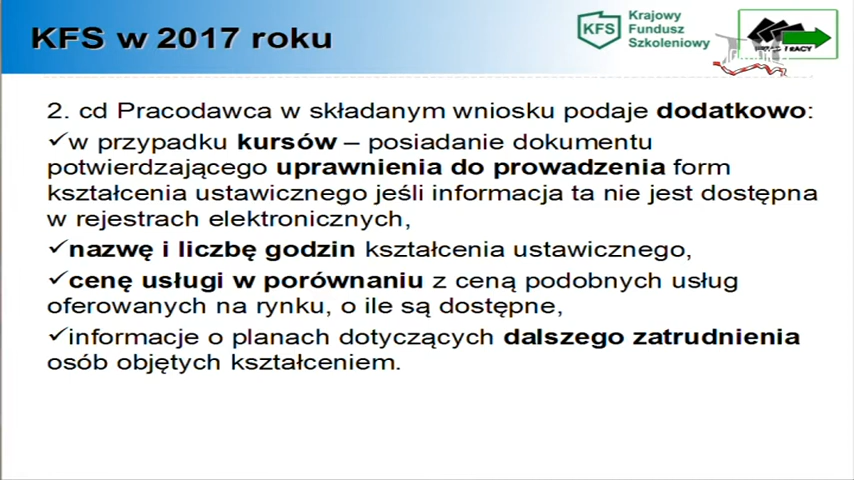 KFS w 2017 roku
KFS
Krajowy
Fundusz
Szkoleniowy
2. cd Pracodawca w składanym wniosku podaje dodatkowo:
✓w przypadku kursów – posiadanie dokumentu
potwierdzającego uprawnienia do prowadzenia form
kształcenia ustawicznego jeśli informacja ta nie jest dostępna
w rejestrach elektronicznych,
✓nazwę i liczbę godzin kształcenia ustawicznego,
✓cenę usługi w porównaniu z ceną podobnych usług
oferowanych na rynku, o ile są dostępne,
✓informacje o planach dotyczących dalszego zatrudnienia
osób objętych kształceniem.